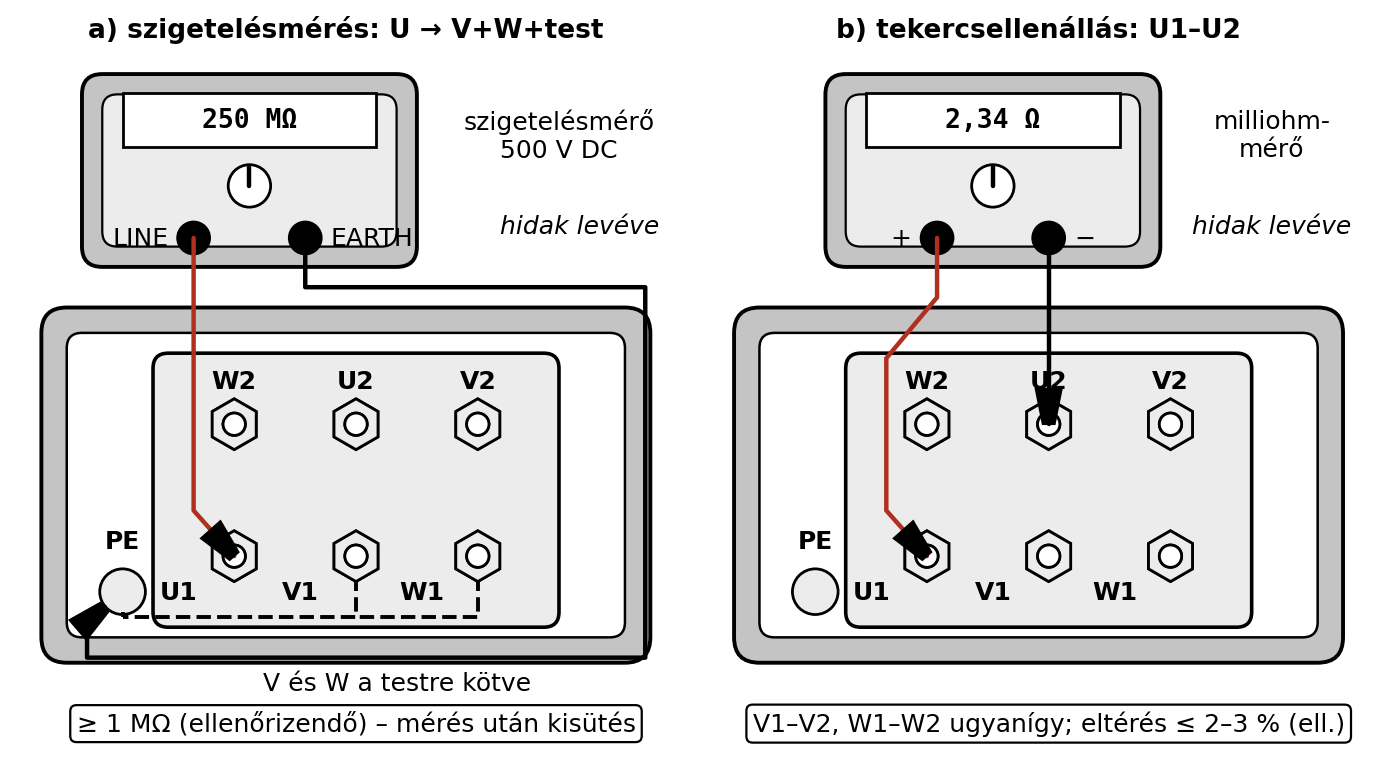 a) szigetelésmérés: U → V+W+test
250 MΩ
LINE
EARTH
szigetelésmérő
500 V DC
hidak levéve
W2
U2
V2
PE
U1
V1
W1
V és W a testre kötve
≥ 1 MΩ (ellenőrizendő) – mérés után kisütés
b) tekercsellenállás: U1–U2
2,34 Ω
+
−
milliohm-
mérő
hidak levéve
W2
U2
V2
PE
U1
V1
W1
V1–V2, W1–W2 ugyanígy; eltérés ≤ 2–3 % (ell.)